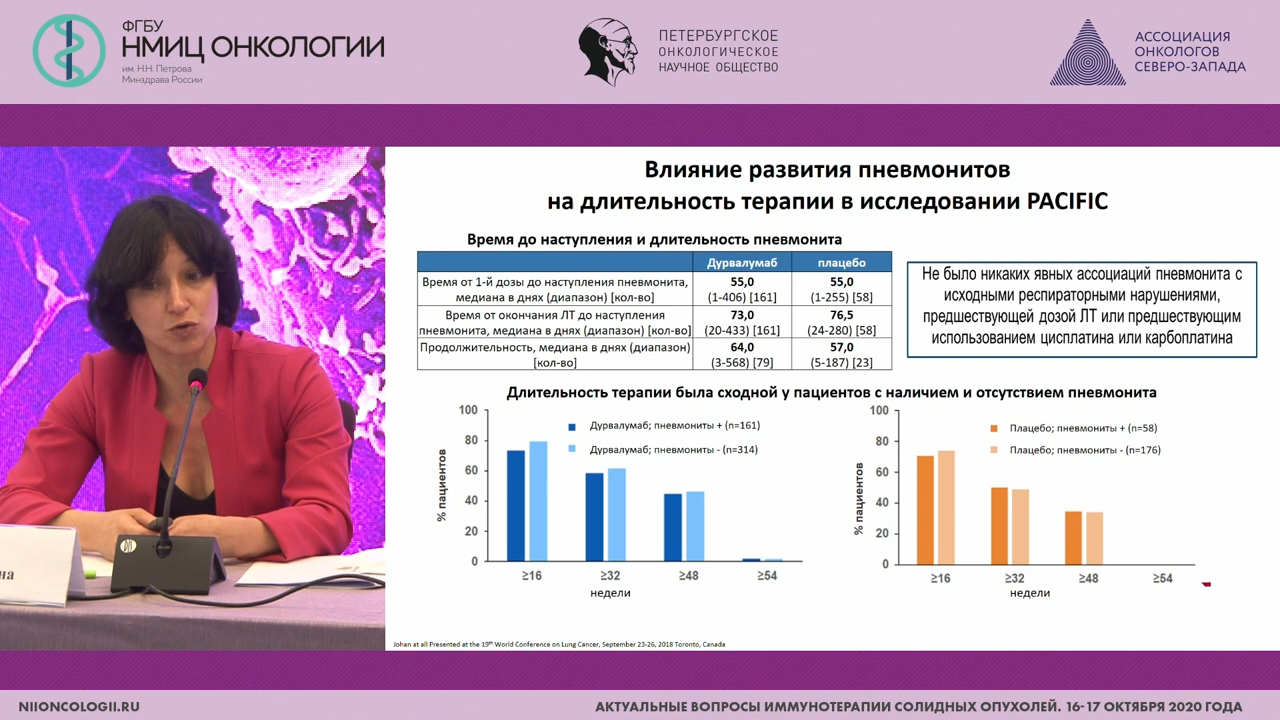 ФГБУ
НМИЦ ОНКОЛОГИИ
им. Н.Н. Петрова
Минздрава России
ПЕТЕРБУРГСКОЕ
ОНКОЛОГИЧЕСКОЕ
НАУЧНОЕ ОБЩЕСТВО
АССОЦИАЦИЯ
ОНКОЛОГОВ
СЕВЕРО-ЗАПАДА
Влияние развития пневмонитов
на длительность терапии в исследовании PACIFIC
Время до наступления и длительность пневмонита
Дурвалумаб плацебо
Время от 1-й дозы до наступления пневмонита, 55,0 55,0
медиана в днях (диапазон) [кол-во] (1-406) [161] (1-255) [58]
Время от окончания ЛТ до наступления 73,0 76,5
пневмонита, медиана в днях (диапазон) [кол-во] (20-433) [161] (24-280) [58]
Продолжительность, медиана в днях (диапазон) 64,0 57,0
[кол-во] (3-568) [79] (5-187) [23]
Не было никаких явных ассоциаций пневмонита с
исходными респираторными нарушениями,
предшествующей дозой ЛТ или предшествующим
использованием цисплатина или карбоплатина
Длительность терапии была сходной у пациентов с наличием и отсутствием пневмонита
% пациентов
100
80
60
40
20
0
Дурвалумаб; пневмониты + (n=161)
Дурвалумаб; пневмониты - (n=314)
≥16 ≥32 ≥48 ≥54
недели
% пациентов
100
80
60
40
20
0
Плацебо; пневмониты + (n=58)
Плацебо; пневмониты - (n=176)
≥16 ≥32 ≥48 ≥54
недели
Johan at all Presented at the 19th World Conference on Lung Cancer, September 23-26, 2018 Toronto, Canada
на
NIIONCOLOGII.RU
АКТУАЛЬНЫЕ ВОПРОСЫ ИММУНОТЕРАПИИ СОЛИДНЫХ ОПУХОЛЕЙ. 16-17 ОКТЯБРЯ 2020 ГОДА